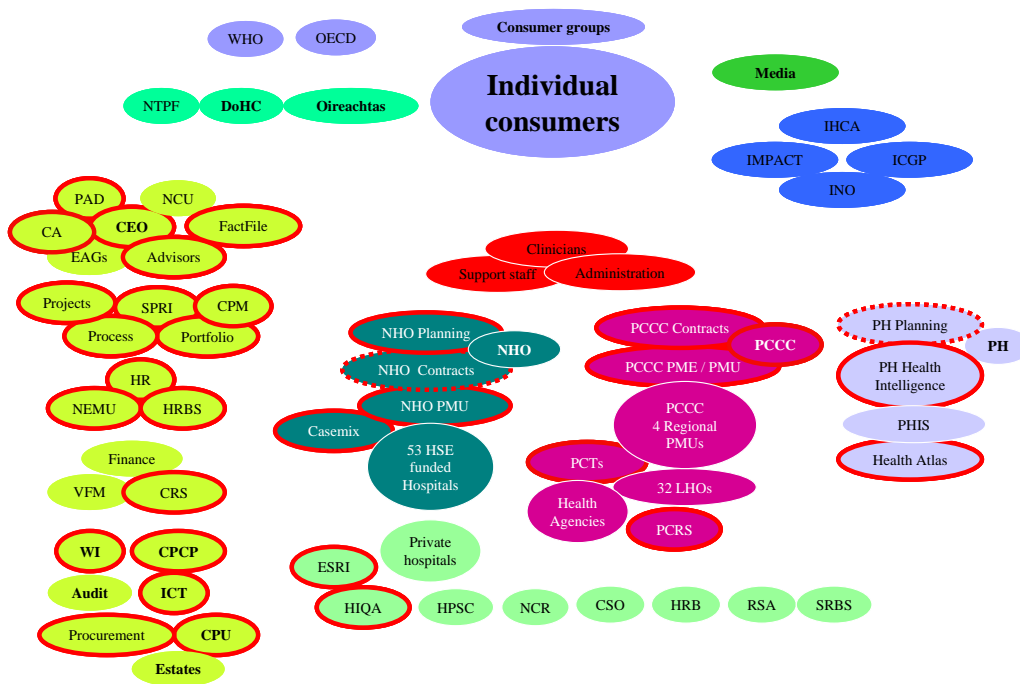 WHO
OECD
Consumer groups
Individual
consumers
NTPF
DoHC
Oireachtas
Media
IHCA
IMPACT
ICGP
INO
PAD
NCU
CA
CEO
FactFile
EAGs
Advisors
Clinicians
Support staff
Administration
Projects
SPRI
CPM
Process
Portfolio
NHO Planning
NHO
NHO Contracts
NHO PMU
Casemix
53 HSE
funded
Hospitals
PCCC Contracts
PCCC
PCCC PME / PMU
PCCC
4 Regional
PMUs
PCTs
32 LHOs
Health
Agencies
PCRS
PH Planning
PH
PH Health
Intelligence
PHIS
Health Atlas
HR
NEMU
HRBS
Finance
VFM
CRS
WI
CPCP
Audit
ICT
Procurement
CPU
Estates
Private
hospitals
ESRI
HIQA
HPSC
NCR
CSO
HRB
RSA
SRBS